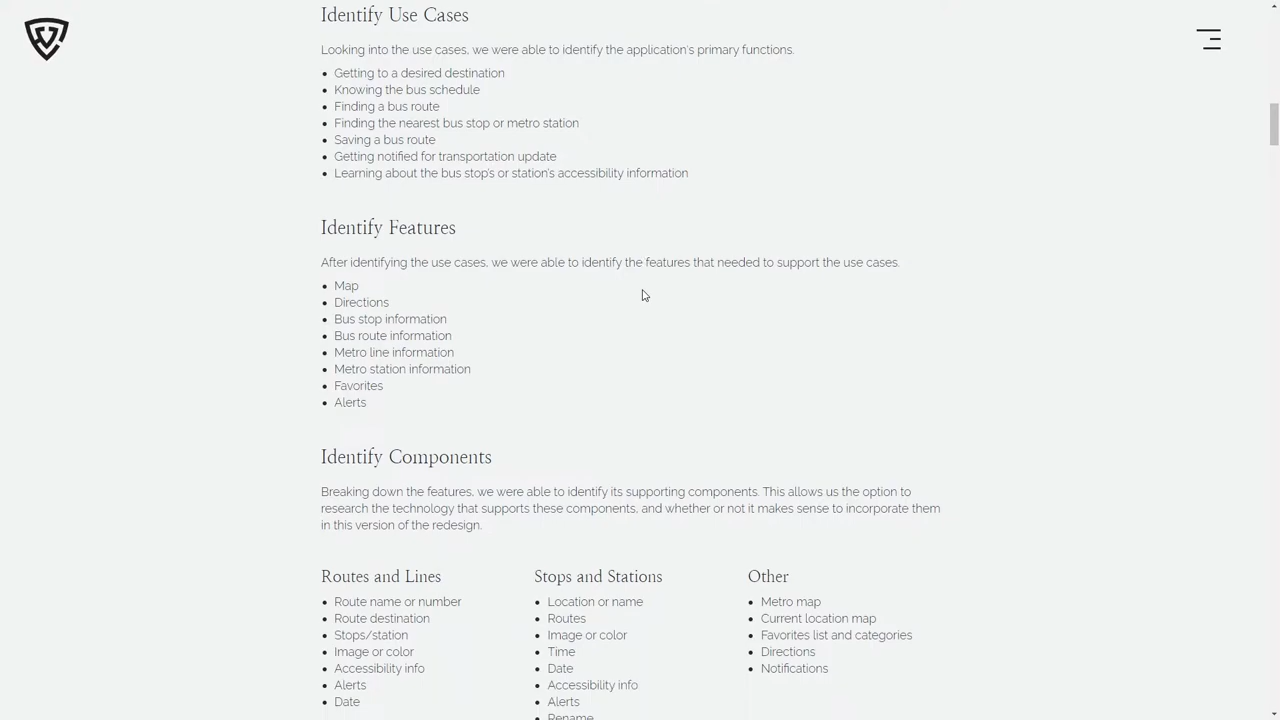 Identify Use Cases
Looking into the use cases, we were able to identify the application's primary functions.
Getting to a desired destination
Knowing the bus schedule
Finding a bus route
Finding the nearest bus stop or metro station
Saving a bus route
Getting notified for transportation update
Learning about the bus stop's or station's accessibility information
Identify Features
After identifying the use cases, we were able to identify the features that needed to support the use cases.
Map
Directions
Bus stop information
Bus route information
Metro line information
Metro station information
Favorites
Alerts
Identify Components
Breaking down the features, we were able to identify its supporting components. This allows us the option to
research the technology that supports these components, and whether or not it makes sense to incorporate them
in this version of the redesign.
Routes and Lines
Route name or number
Route destination
Stops/station
Image or color
Accessibility info
Alerts
Date
Stops and Stations
Location or name
Routes
Image or color
Time
Date
Accessibility info
Alerts
Rename
Other
Metro map
Current location map
Favorites list and categories
Directions
Notifications